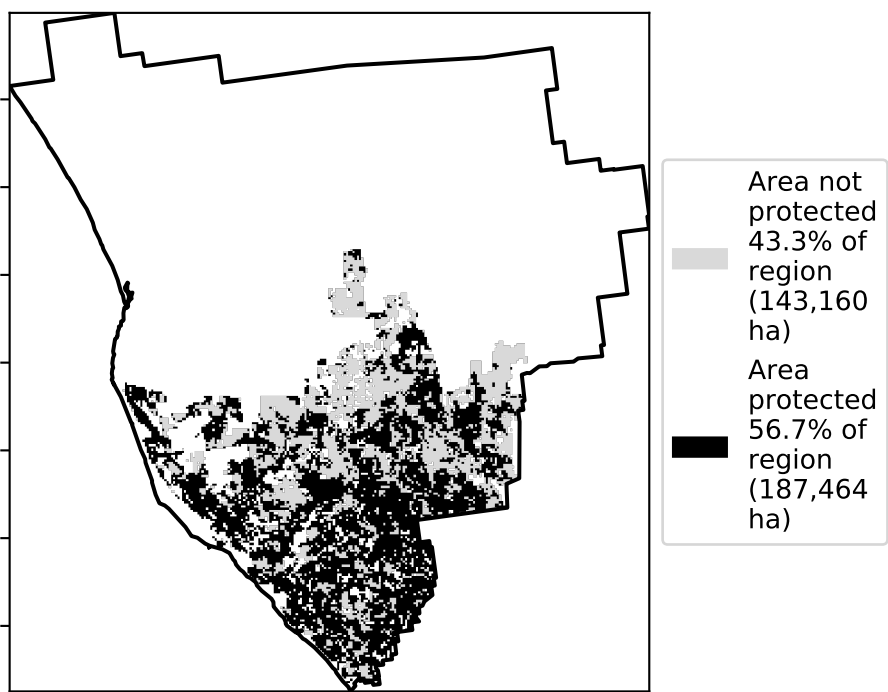 Area not
protected
43.3% of
region
(143,160
ha)
Area
protected
56.7% of
region
(187,464
ha)